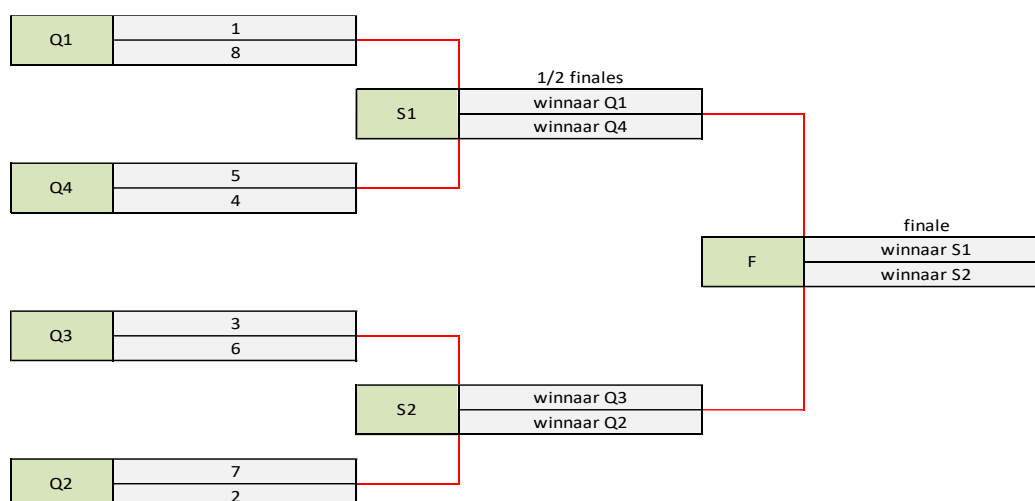 Q1
1
8
1/2 finales
S1
winnaar Q1
winnaar Q4
Q4
5
4
finale
F
winnaar S1
winnaar S2
Q3
3
6
S2
winnaar Q3
winnaar Q2
Q2
7
2